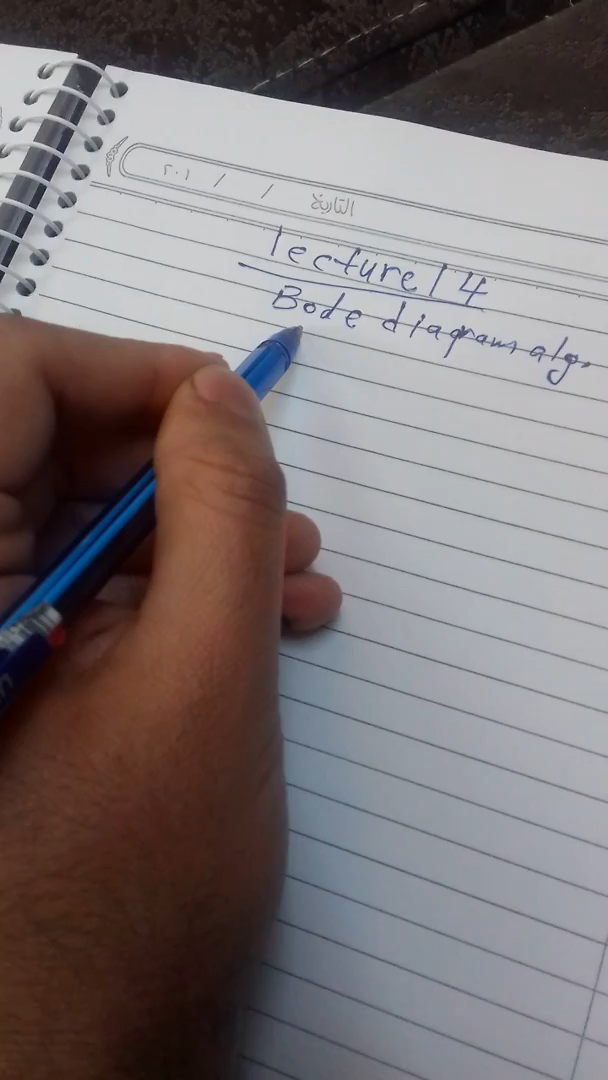 التاريخ / / ٢٠١
lecture 14
Bode diagram alg.